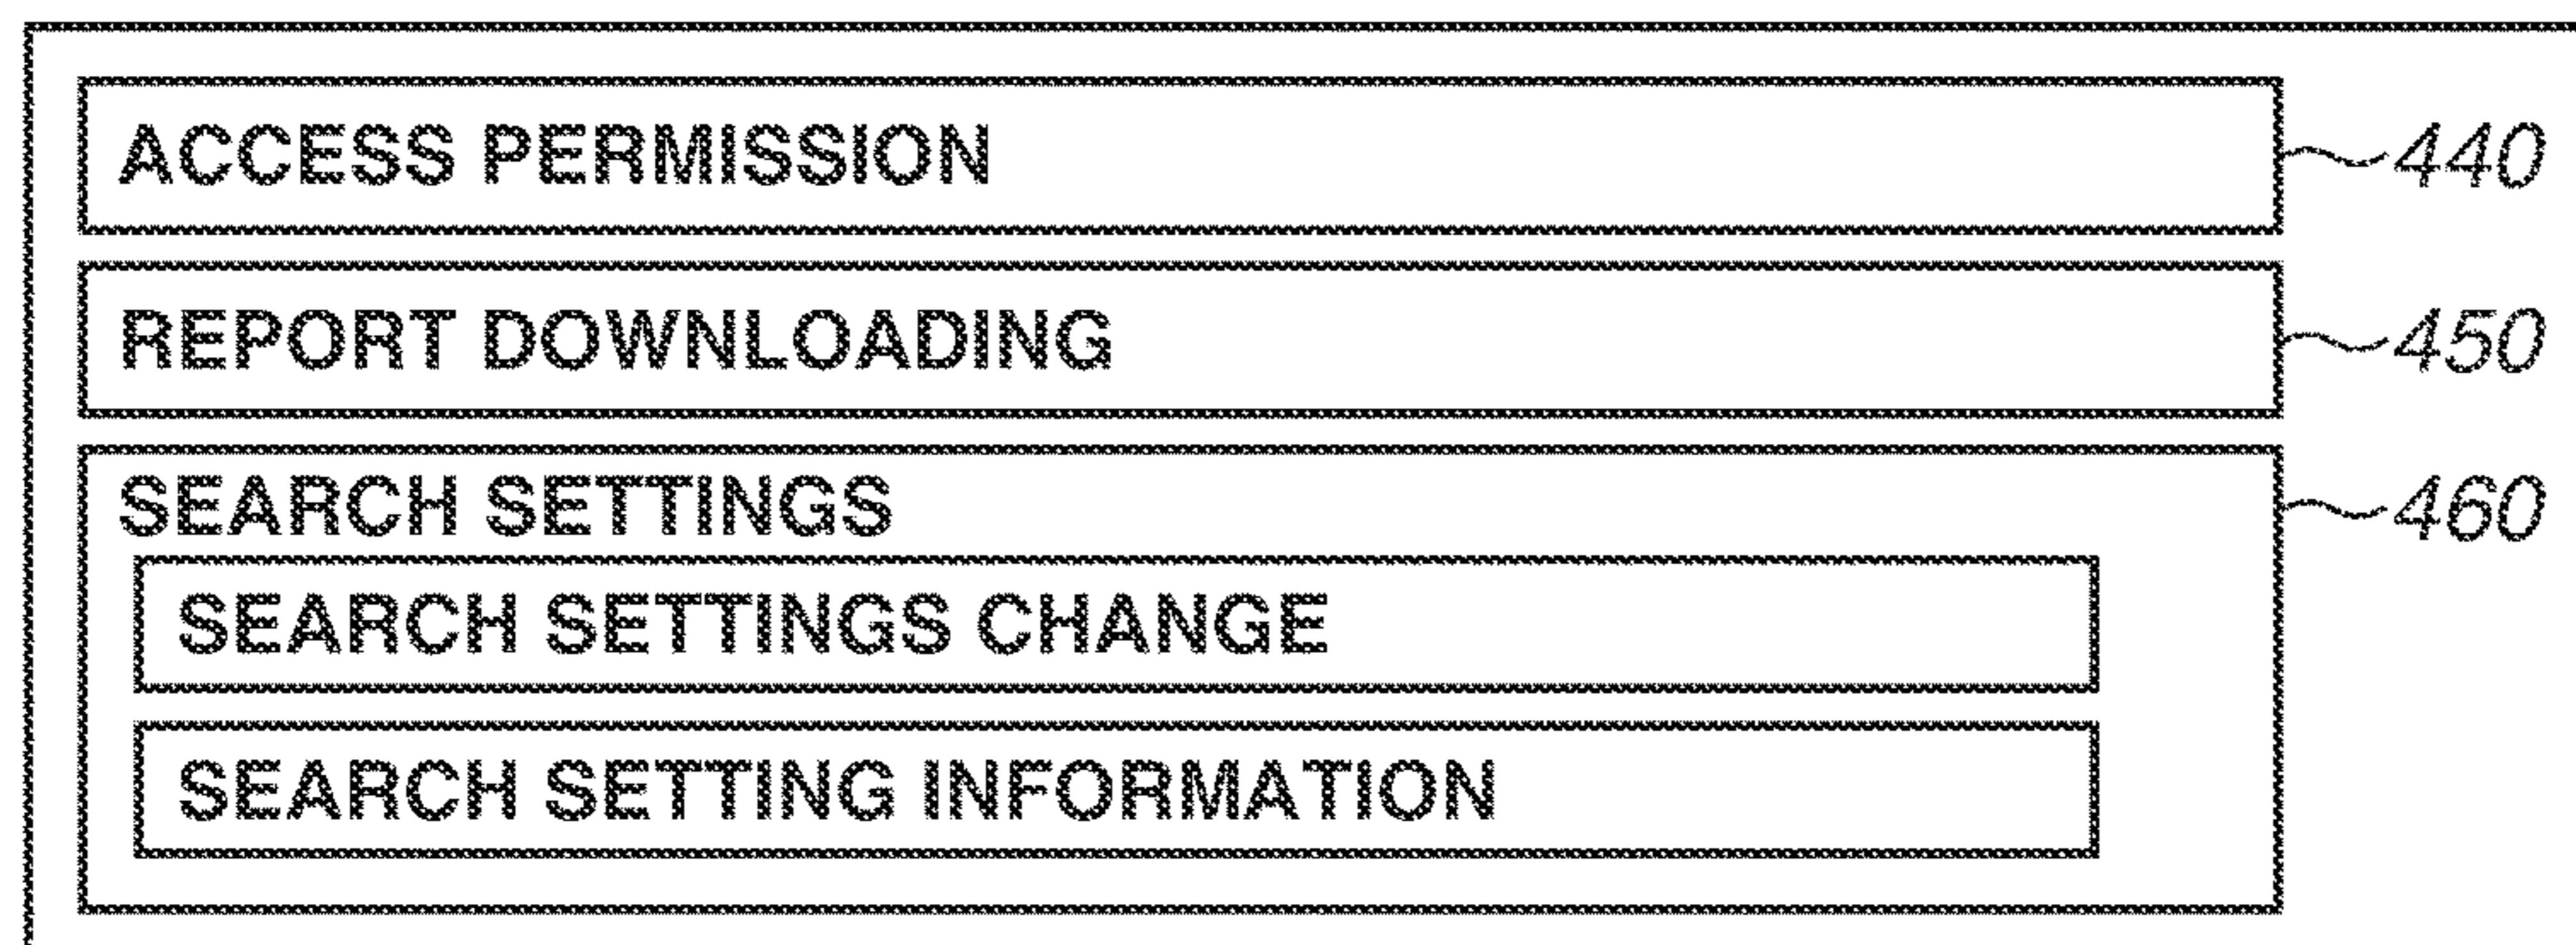 ACCESS PERMISSION 440
REPORT DOWNLOADING 450
SEARCH SETTINGS 460
SEARCH SETTINGS CHANGE
SEARCH SETTING INFORMATION